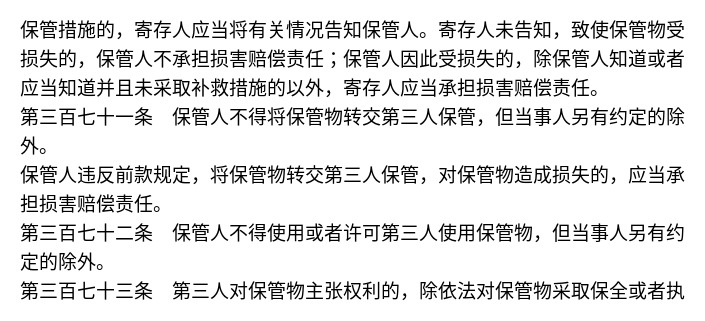 保管措施的，寄存人应当将有关情况告知保管人。寄存人未告知，致使保管物受
损失的，保管人不承担损害赔偿责任；保管人因此受损失的，除保管人知道或者
应当知道并且未采取补救措施的以外，寄存人应当承担损害赔偿责任。
第三百七十一条　保管人不得将保管物转交第三人保管，但当事人另有约定的除
外。
保管人违反前款规定，将保管物转交第三人保管，对保管物造成损失的，应当承
担损害赔偿责任。
第三百七十二条　保管人不得使用或者许可第三人使用保管物，但当事人另有约
定的除外。
第三百七十三条　第三人对保管物主张权利的，除依法对保管物采取保全或者执